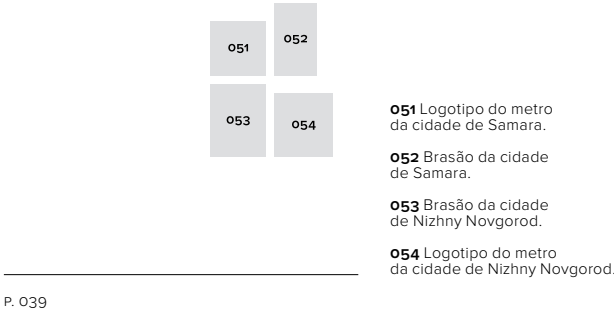 051
052
053
054
051 Logotipo do metro
da cidade de Samara.
052 Brasão da cidade
de Samara.
053 Brasão da cidade
de Nizhny Novgorod.
054 Logotipo do metro
da cidade de Nizhny Novgorod.
P. 039